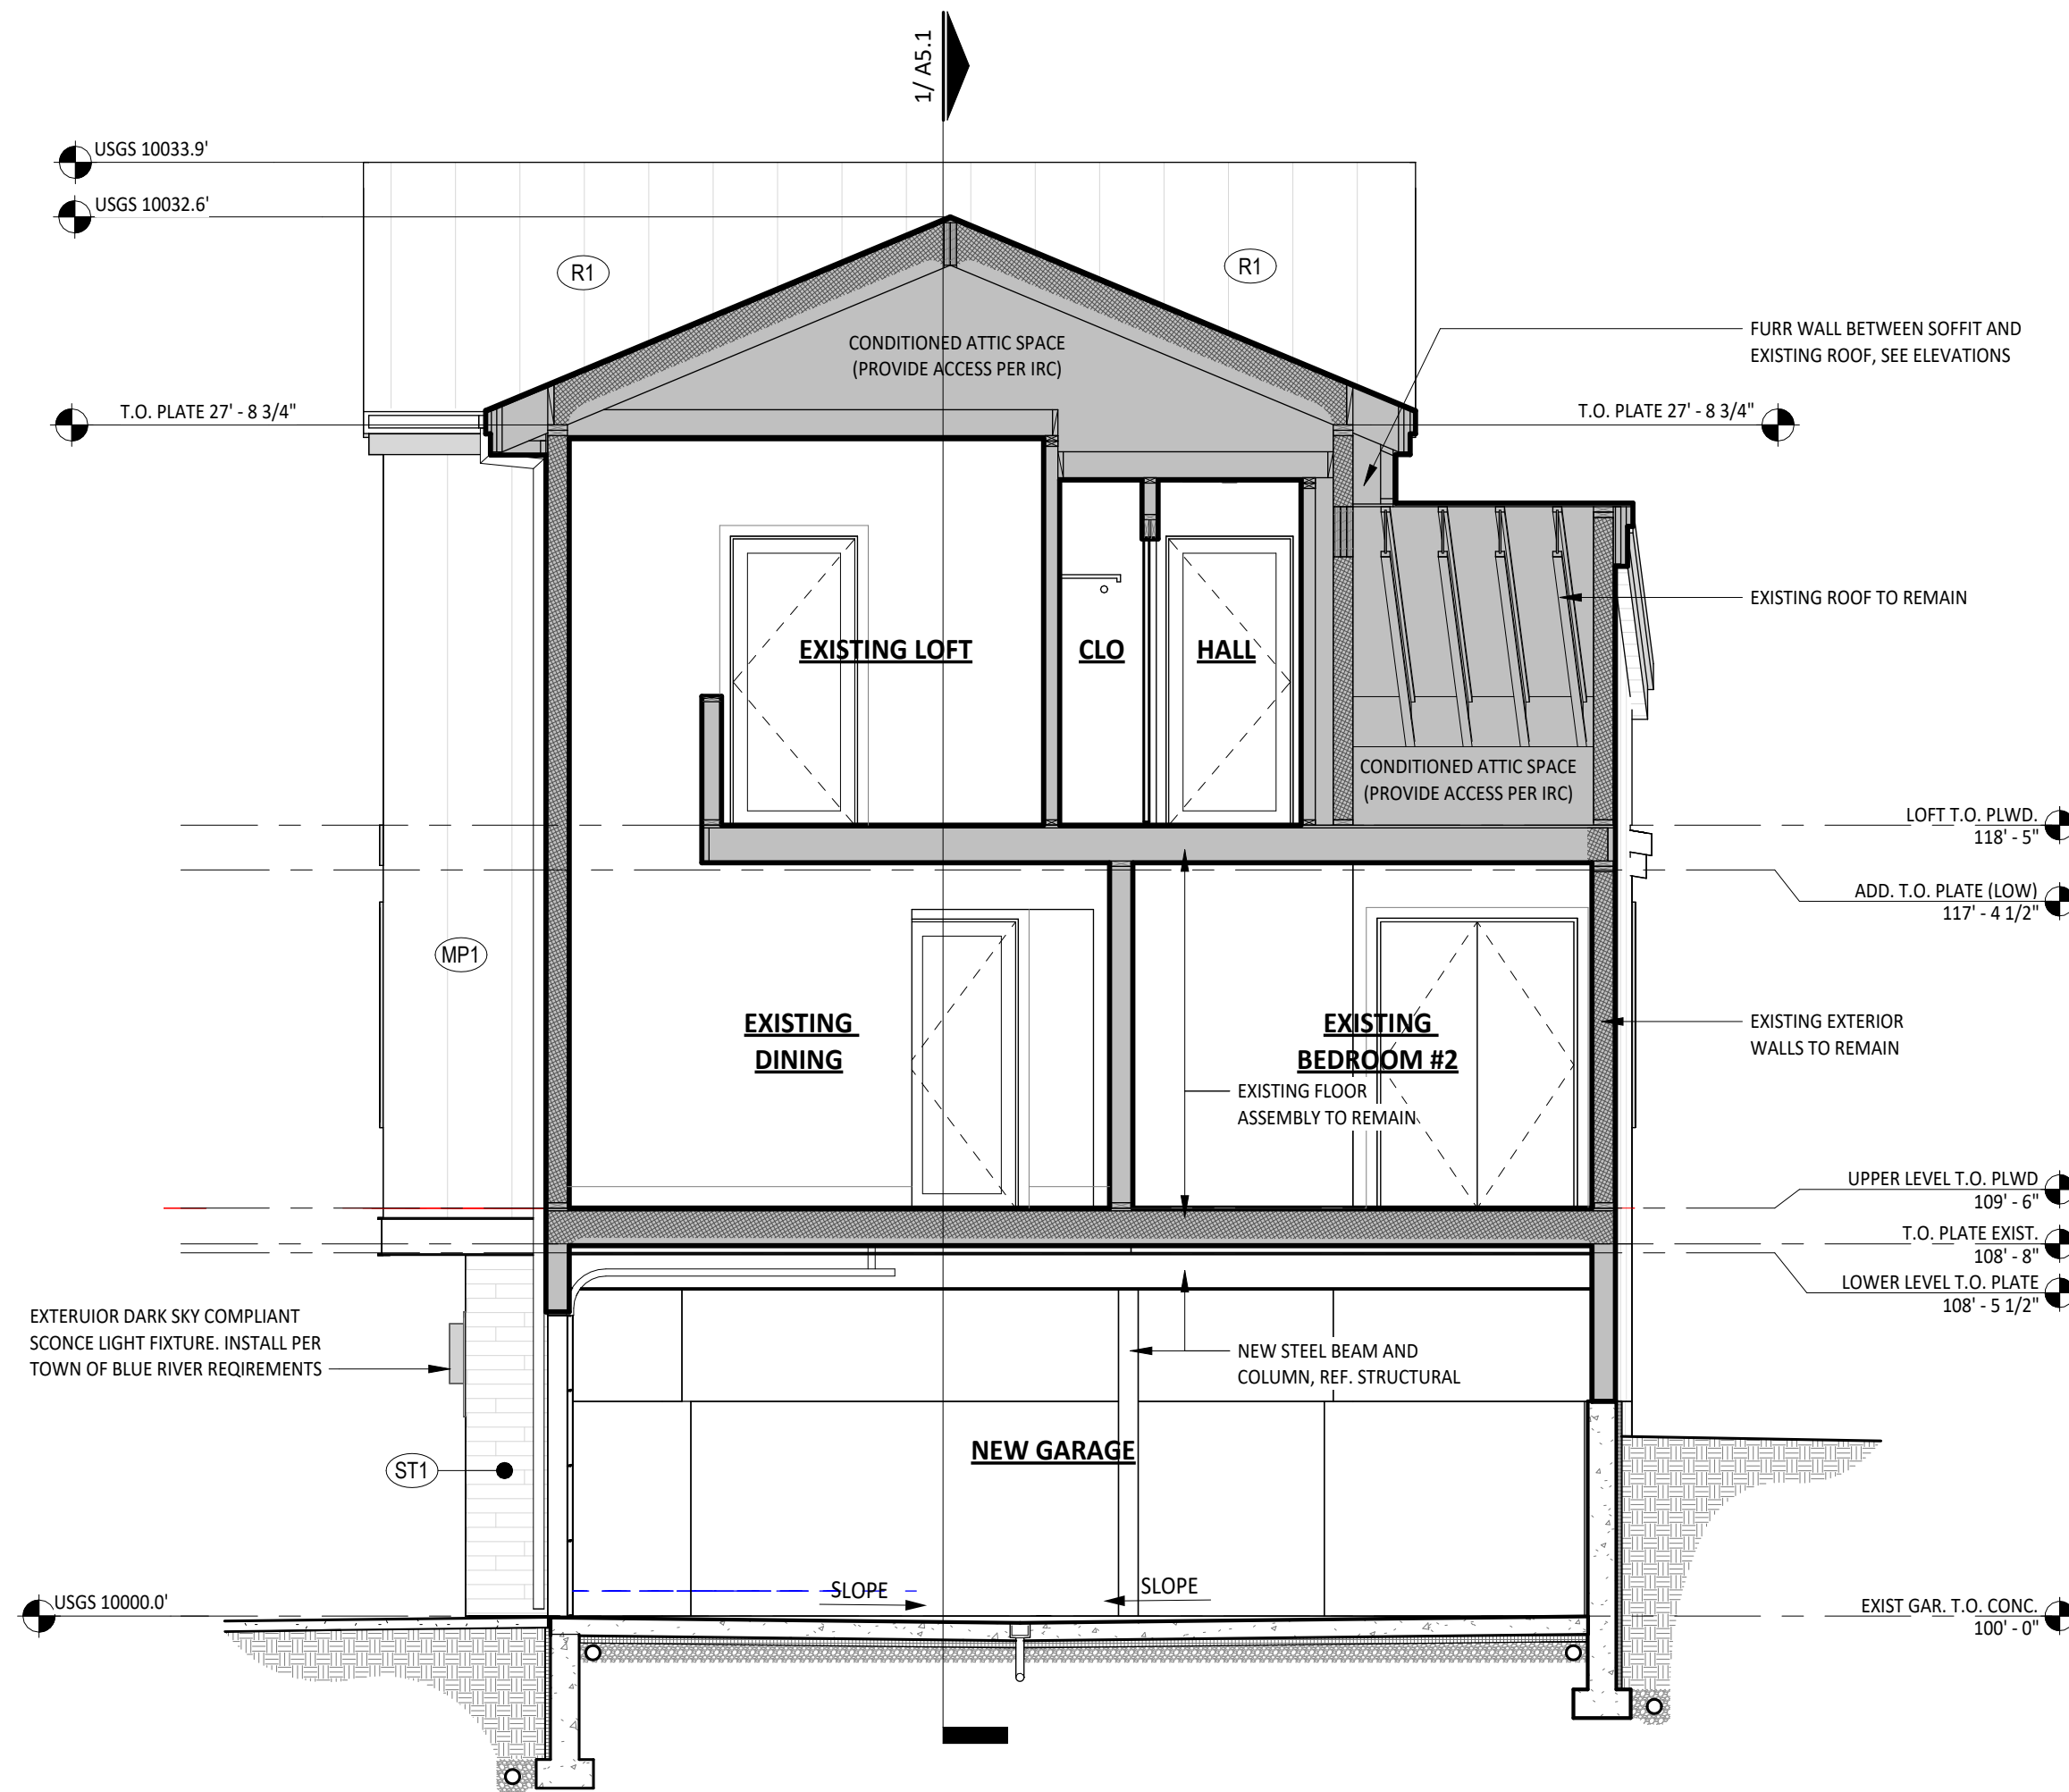 1/ A5.1
USGS 10033.9'
USGS 10032.6'
R1
R1
CONDITIONED ATTIC SPACE
(PROVIDE ACCESS PER IRC)
FURR WALL BETWEEN SOFFIT AND
EXISTING ROOF, SEE ELEVATIONS
T.O. PLATE 27' - 8 3/4"
T.O. PLATE 27' - 8 3/4"
EXISTING ROOF TO REMAIN
EXISTING LOFT
CLO
HALL
CONDITIONED ATTIC SPACE
(PROVIDE ACCESS PER IRC)
LOFT T.O. PLWD.
118' - 5"
ADD. T.O. PLATE (LOW)
117' - 4 1/2"
MP1
EXISTING
DINING
EXISTING
BEDROOM #2
EXISTING EXTERIOR
WALLS TO REMAIN
EXISTING FLOOR
ASSEMBLY TO REMAIN
UPPER LEVEL T.O. PLWD
109' - 6"
T.O. PLATE EXIST.
108' - 8"
LOWER LEVEL T.O. PLATE
108' - 5 1/2"
EXTERUIOR DARK SKY COMPLIANT
SCONCE LIGHT FIXTURE. INSTALL PER
TOWN OF BLUE RIVER REQIREMENTS
NEW STEEL BEAM AND
COLUMN, REF. STRUCTURAL
NEW GARAGE
ST1
SLOPE
SLOPE
USGS 10000.0'
EXIST GAR. T.O. CONC.
100' - 0"